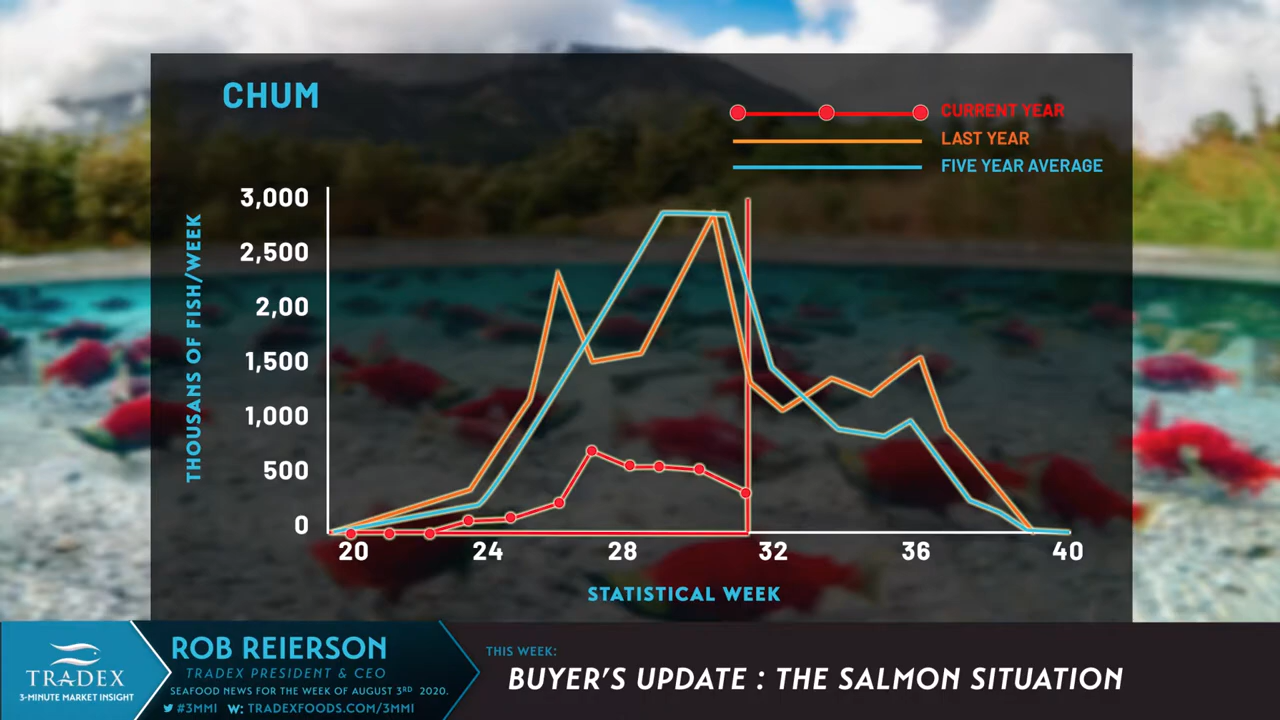 CHUM
CURRENT YEAR
LAST YEAR
FIVE YEAR AVERAGE
THOUSANS OF FISH/WEEK
3,000
2,500
2,00
1,500
1,000
500
0
20 24 28 32 36 40
STATISTICAL WEEK
TRADEX
3-MINUTE MARKET INSIGHT
ROB REIERSON
TRADEX PRESIDENT & CEO
SEAFOOD NEWS FOR THE WEEK OF AUGUST 3RD 2020.
#3MMI W: TRADEXFOODS.COM/3MMI
THIS WEEK:
BUYER'S UPDATE : THE SALMON SITUATION